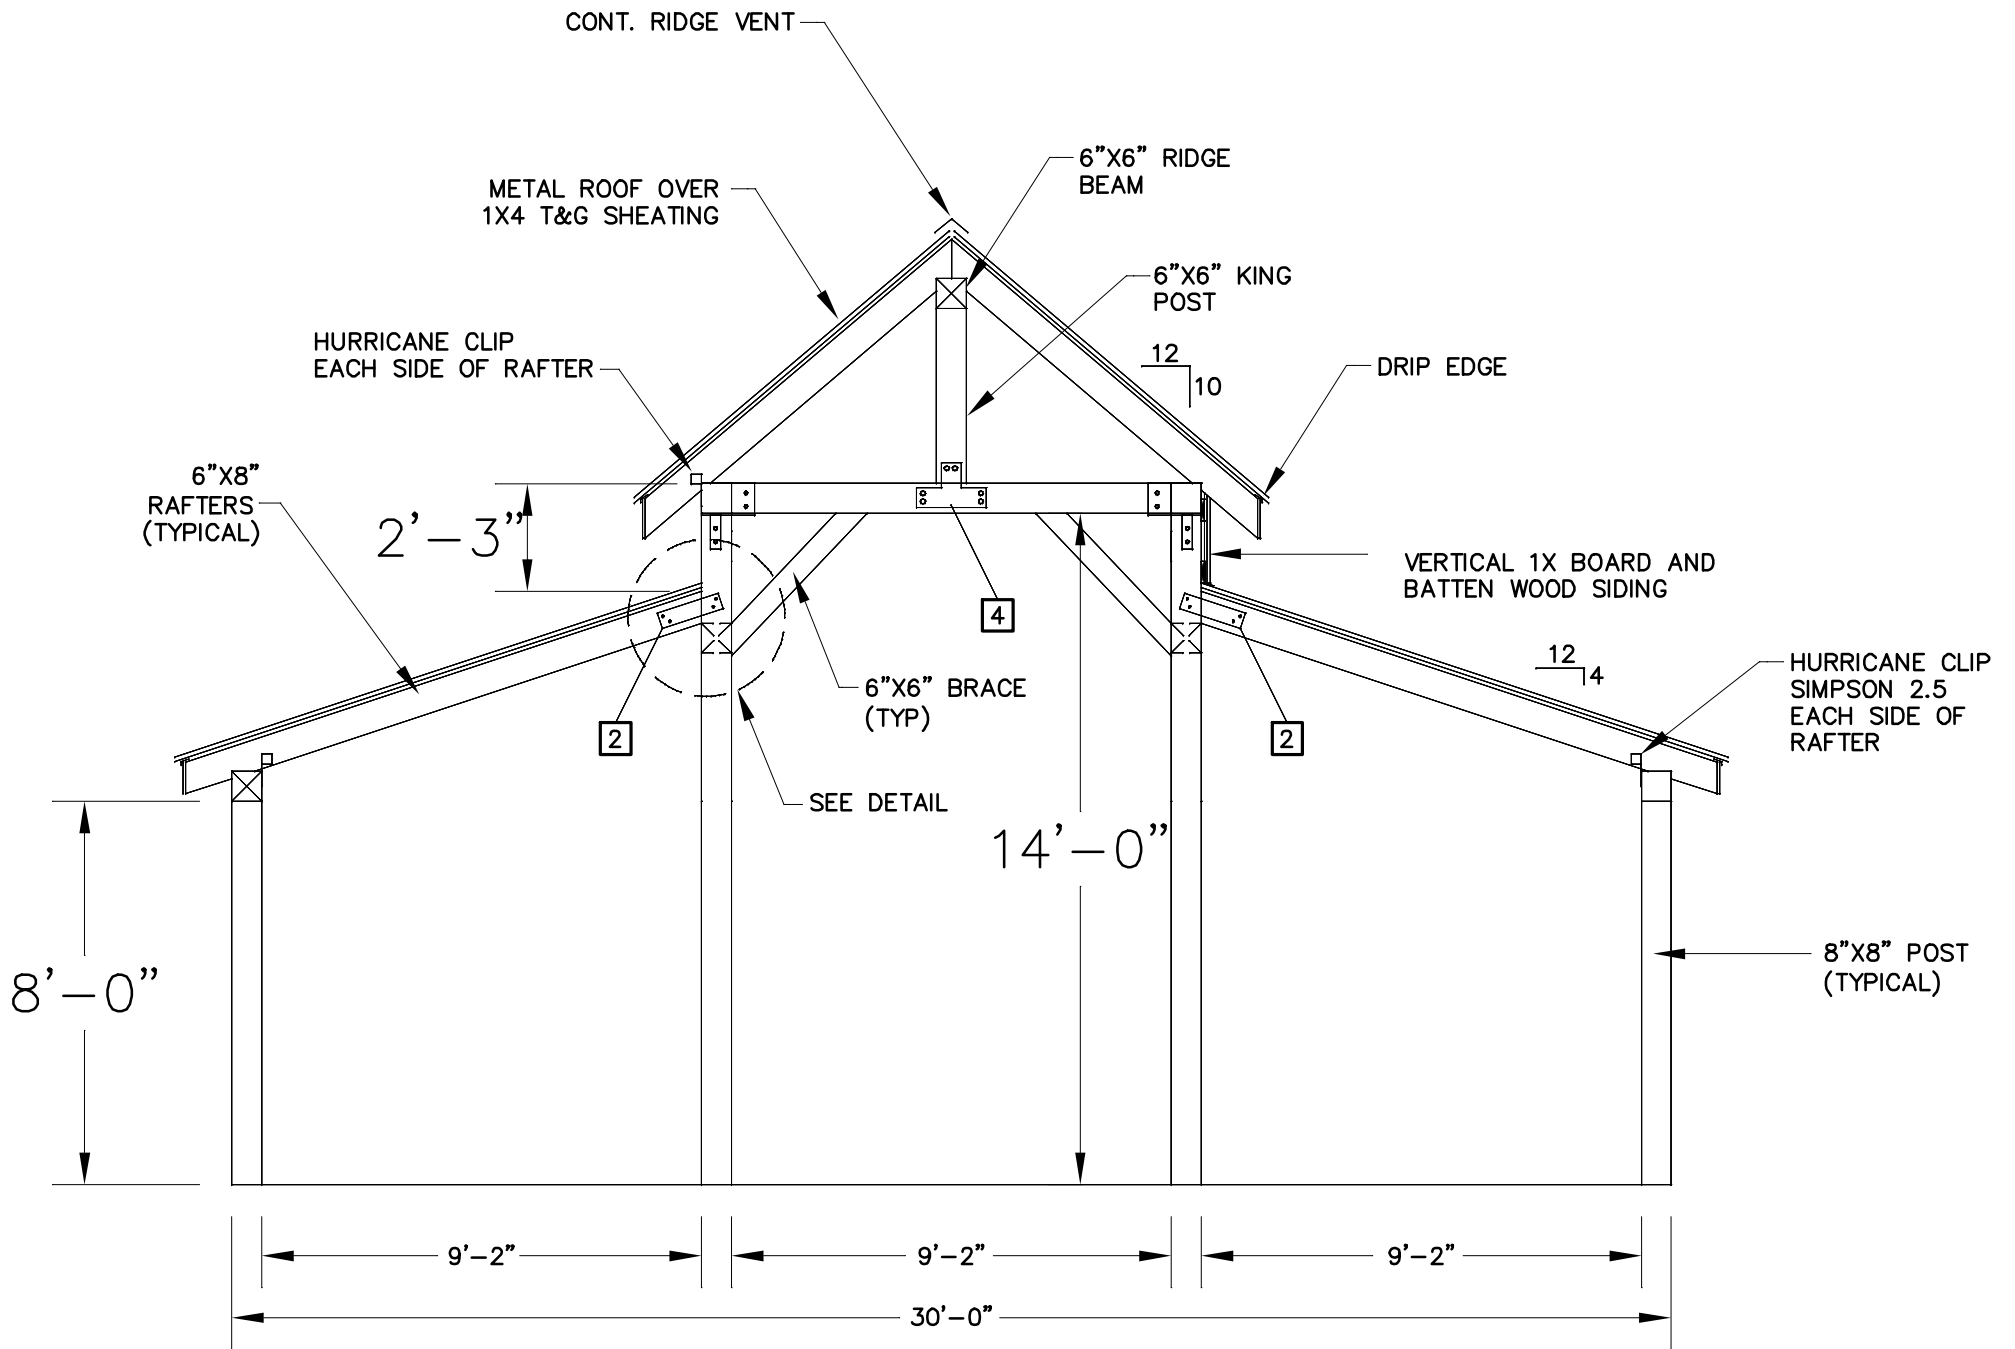 CONT. RIDGE VENT
6”X6” RIDGE
BEAM
METAL ROOF OVER
1X4 T&G SHEATING
6”X6” KING
POST
HURRICANE CLIP
EACH SIDE OF RAFTER
12
10
DRIP EDGE
6”X8”
RAFTERS
(TYPICAL)
2’-3”
VERTICAL 1X BOARD AND
BATTEN WOOD SIDING
4
12
4
HURRICANE CLIP
SIMPSON 2.5
EACH SIDE OF
RAFTER
6”X6” BRACE
(TYP)
2
2
SEE DETAIL
14’-0”
8”X8” POST
(TYPICAL)
8’-0”
9’-2”
9’-2”
9’-2”
30’-0”